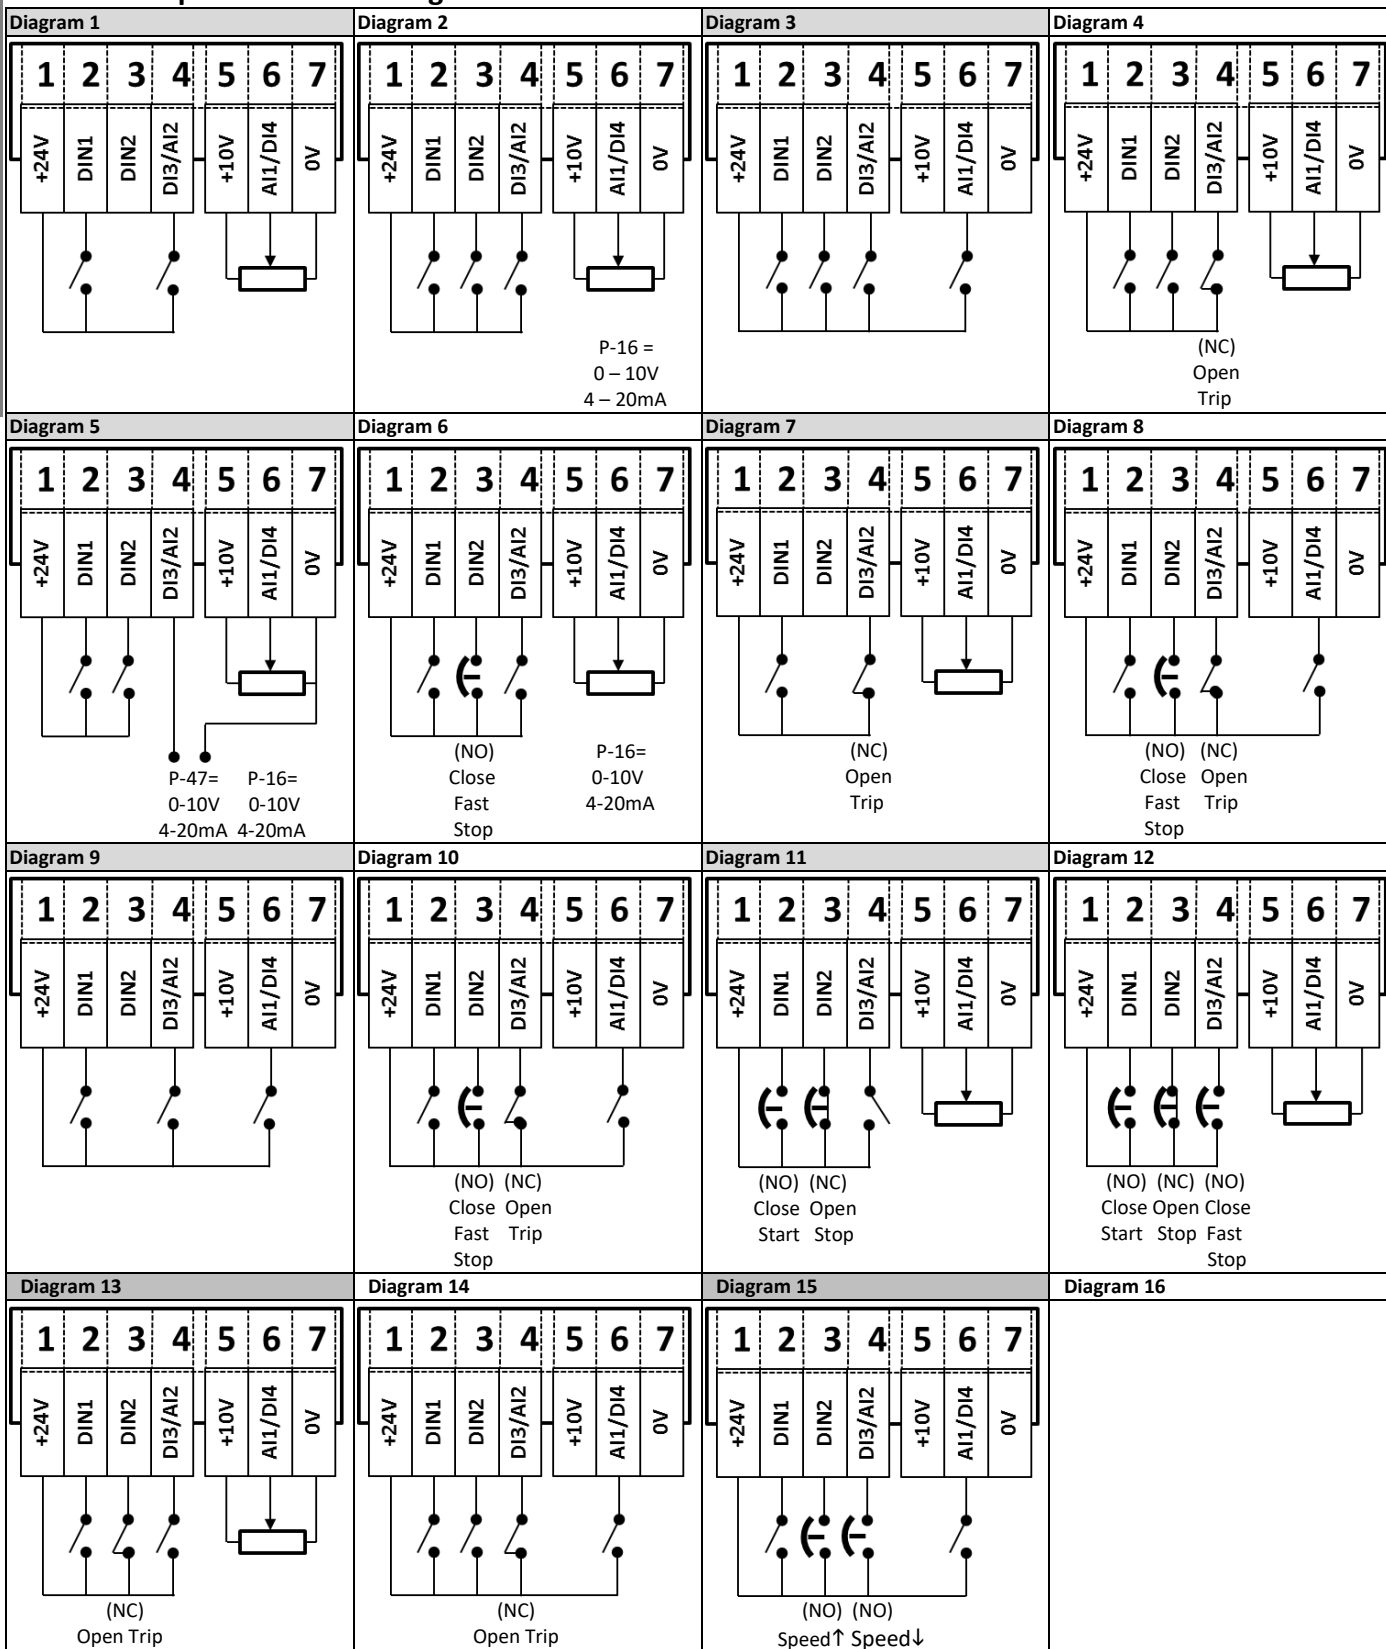 Diagram 1
1 2 3 4 5 6 7
+24V DIN1 DIN2 DI3/AI2 +10V AI1/DI4 0V
Diagram 2
1 2 3 4 5 6 7
+24V DIN1 DIN2 DI3/AI2 +10V AI1/DI4 0V
P-16 =
0 – 10V
4 – 20mA
Diagram 3
1 2 3 4 5 6 7
+24V DIN1 DIN2 DI3/AI2 +10V AI1/DI4 0V
Diagram 4
1 2 3 4 5 6 7
+24V DIN1 DIN2 DI3/AI2 +10V AI1/DI4 0V
(NC)
Open
Trip
Diagram 5
1 2 3 4 5 6 7
+24V DIN1 DIN2 DI3/AI2 +10V AI1/DI4 0V
P-47= P-16=
0-10V 0-10V
4-20mA 4-20mA
Diagram 6
1 2 3 4 5 6 7
+24V DIN1 DIN2 DI3/AI2 +10V AI1/DI4 0V
(NO) P-16=
Close 0-10V
Fast 4-20mA
Stop
Diagram 7
1 2 3 4 5 6 7
+24V DIN1 DIN2 DI3/AI2 +10V AI1/DI4 0V
(NC)
Open
Trip
Diagram 8
1 2 3 4 5 6 7
+24V DIN1 DIN2 DI3/AI2 +10V AI1/DI4 0V
(NO) (NC)
Close Open
Fast Trip
Stop
Diagram 9
1 2 3 4 5 6 7
+24V DIN1 DIN2 DI3/AI2 +10V AI1/DI4 0V
Diagram 10
1 2 3 4 5 6 7
+24V DIN1 DIN2 DI3/AI2 +10V AI1/DI4 0V
(NO) (NC)
Close Open
Fast Trip
Stop
Diagram 11
1 2 3 4 5 6 7
+24V DIN1 DIN2 DI3/AI2 +10V AI1/DI4 0V
(NO) (NC)
Close Open
Start Stop
Diagram 12
1 2 3 4 5 6 7
+24V DIN1 DIN2 DI3/AI2 +10V AI1/DI4 0V
(NO) (NC) (NO)
Close Open Close
Start Stop Fast
Stop
Diagram 13
1 2 3 4 5 6 7
+24V DIN1 DIN2 DI3/AI2 +10V AI1/DI4 0V
(NC)
Open Trip
Diagram 14
1 2 3 4 5 6 7
+24V DIN1 DIN2 DI3/AI2 +10V AI1/DI4 0V
(NC)
Open Trip
Diagram 15
1 2 3 4 5 6 7
+24V DIN1 DIN2 DI3/AI2 +10V AI1/DI4 0V
(NO) (NO)
Speed↑ Speed↓
Diagram 16